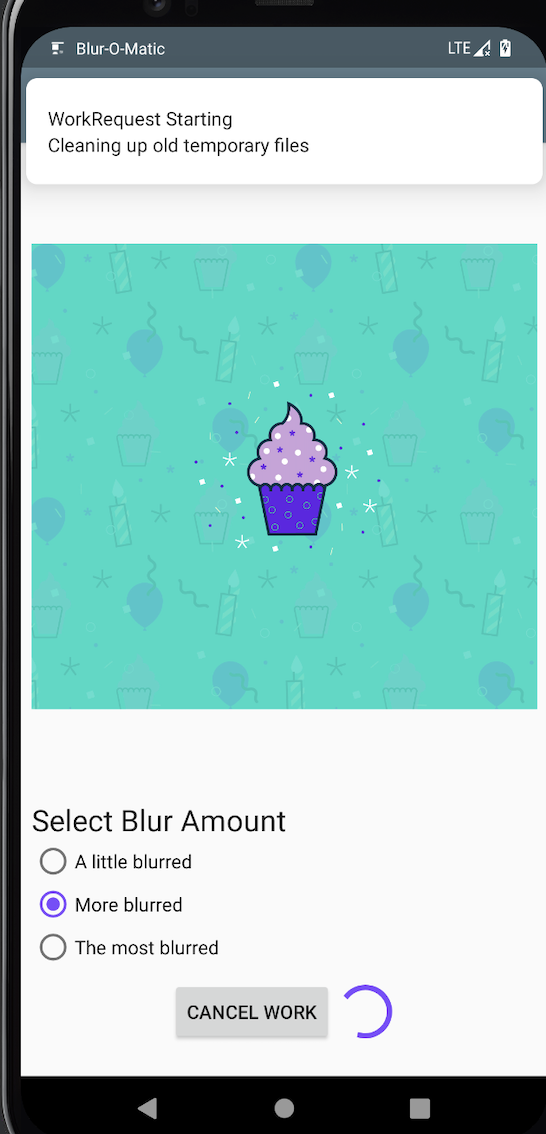 Blur-O-Matic
LTE
WorkRequest Starting
Cleaning up old temporary files
Select Blur Amount
A little blurred
More blurred
The most blurred
CANCEL WORK